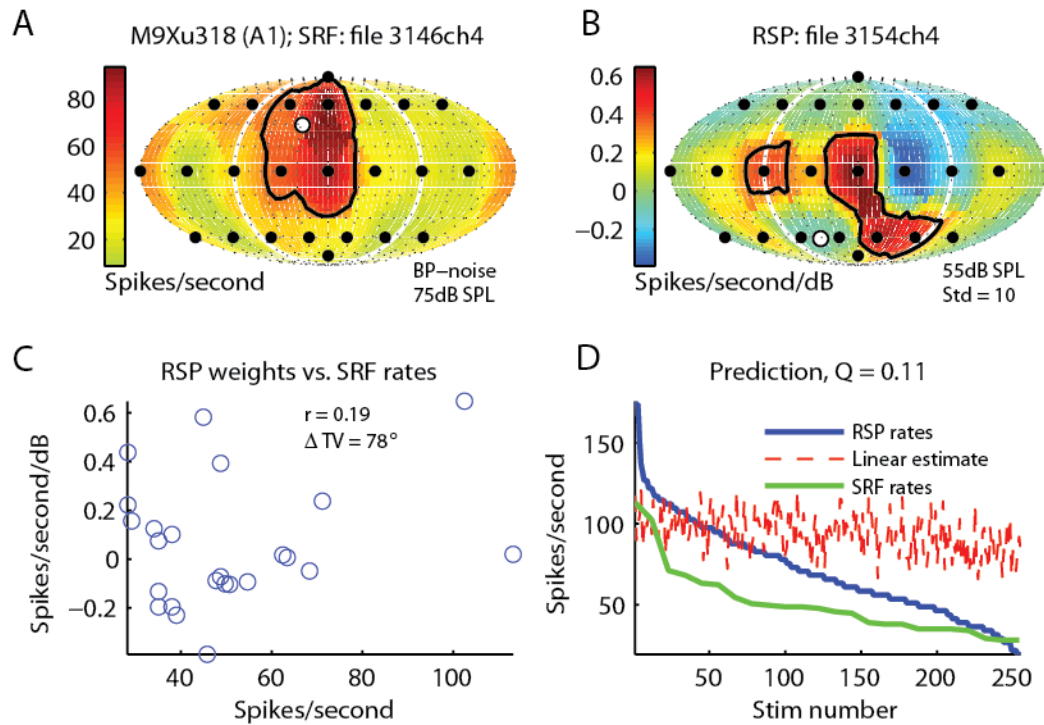 A
M9Xu318 (A1); SRF: file 3146ch4
80
60
40
20
Spikes/second
BP−noise
75dB SPL
B
RSP: file 3154ch4
0.6
0.4
0.2
0
−0.2
Spikes/second/dB
55dB SPL
Std = 10
C
RSP weights vs. SRF rates
r = 0.19
Δ TV = 78°
0.6
0.4
0.2
0
−0.2
Spikes/second/dB
40 60 80 100
Spikes/second
D
Prediction, Q = 0.11
RSP rates
Linear estimate
SRF rates
150
100
50
Spikes/second
50 100 150 200 250
Stim number